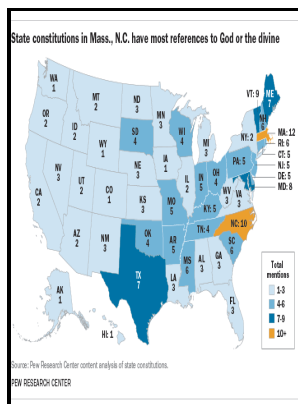 State constitutions in Mass., N.C. have most references to God or the divine
WA
1
OR
2
CA
2
NV
3
ID
2
MT
2
WY
1
UT
2
AZ
2
CO
1
NM
3
ND
3
SD
4
NE
3
KS
3
OK
4
TX
7
MN
3
IA
1
MO
5
AR
5
LA
3
WI
4
IL
2
MS
6
MI
3
IN
5
OH
4
KY: 5
TN: 4
AL
3
GA
3
FL
3
SC
6
NC: 10
WV
3
VA
3
PA: 5
NY: 2
VT: 9
NH
6
ME
7
MA: 12
RI: 6
CT: 5
NJ: 5
DE: 5
MD: 8
AK
1
HI: 1
Total
mentions
1-3
4-6
7-9
10+
Source: Pew Research Center content analysis of state constitutions.
PEW RESEARCH CENTER